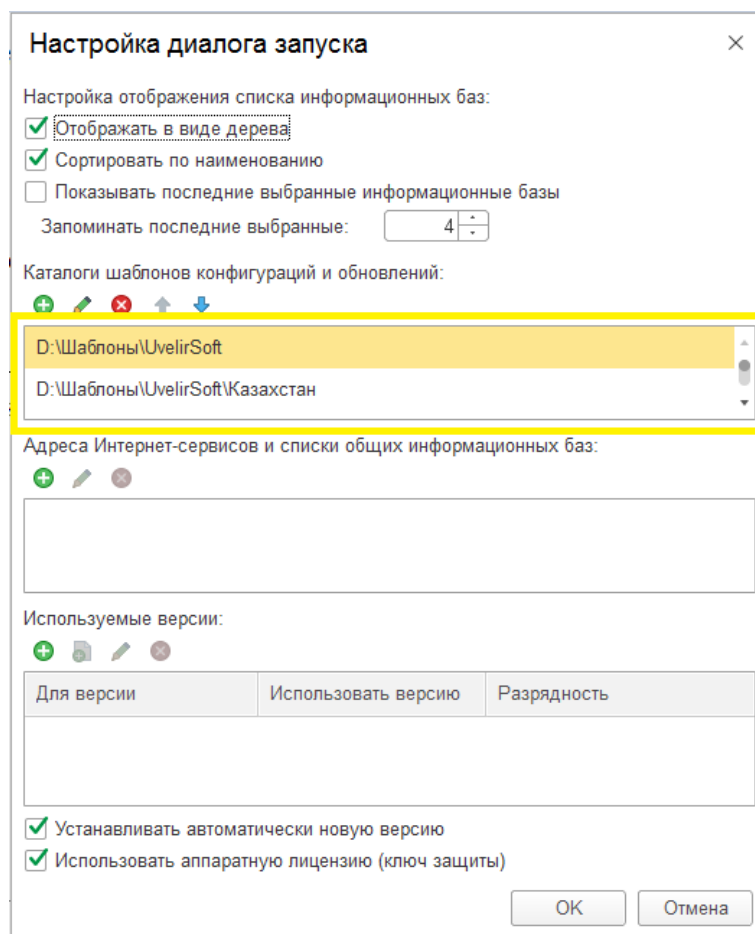 Настройка диалога запуска
Настройка отображения списка информационных баз:
Отображать в виде дерева
Сортировать по наименованию
Показывать последние выбранные информационные базы
Запоминать последние выбранные: 4
Каталоги шаблонов конфигураций и обновлений:
D:\Шаблоны\UvelirSoft
D:\Шаблоны\UvelirSoft\Казахстан
Адреса Интернет-сервисов и списки общих информационных баз:
Используемые версии:
Для версии Использовать версию Разрядность
Устанавливать автоматически новую версию
Использовать аппаратную лицензию (ключ защиты)
OK Отмена